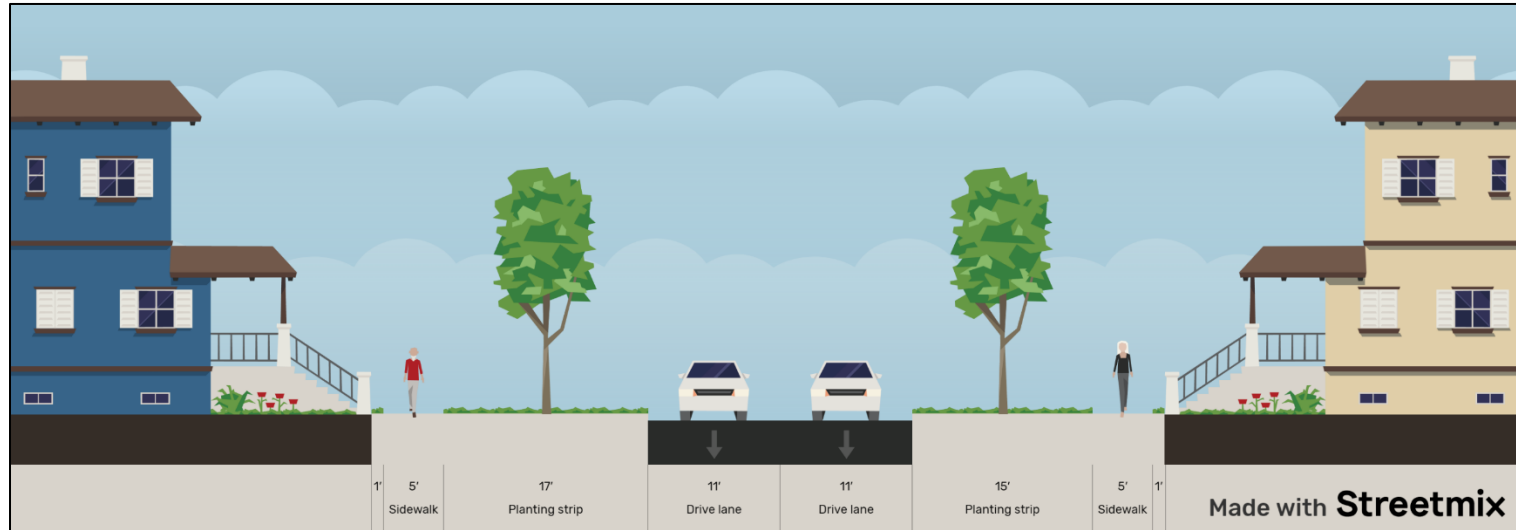 1' 5' 17' 11' 11' 15' 5' 1'
Sidewalk Planting strip Drive lane Drive lane Planting strip Sidewalk
Made with Streetmix